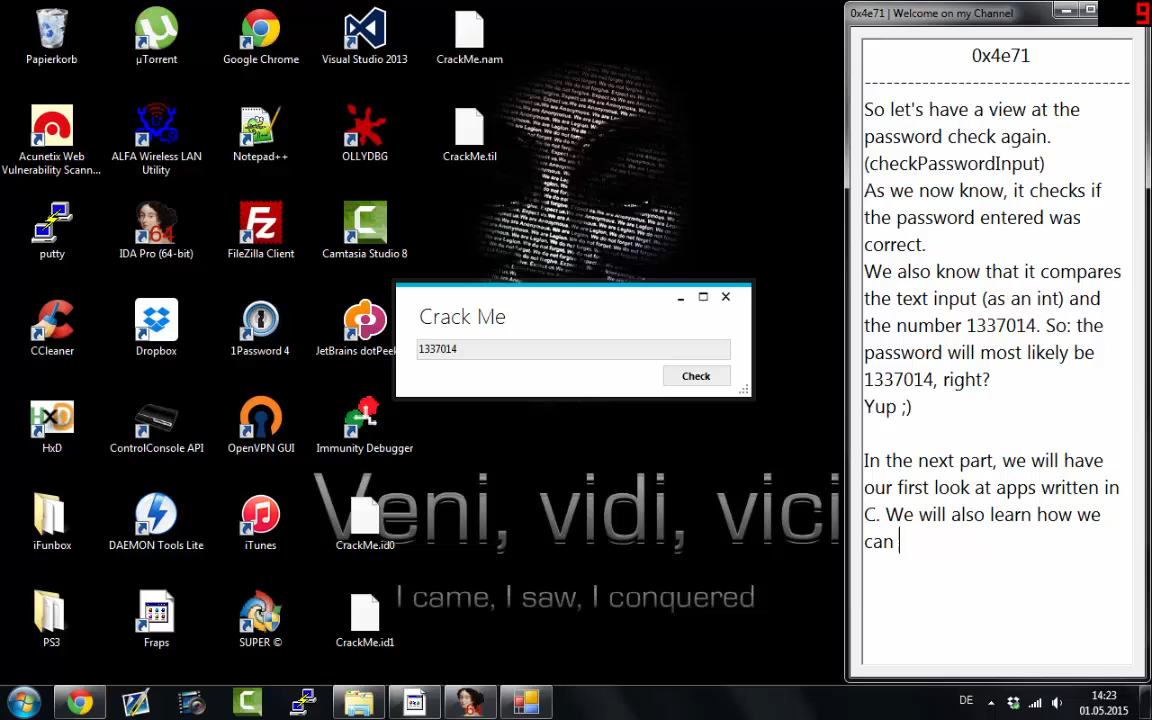 Papierkorb
µTorrent
Google Chrome
Visual Studio 2013
CrackMe.nam
Acunetix Web
Vulnerability Scann...
ALFA Wireless LAN
Utility
Notepad++
OLLYDBG
CrackMe.til
putty
IDA Pro (64-bit)
FileZilla Client
Camtasia Studio 8
CCleaner
Dropbox
1Password 4
JetBrains dotPeek
HxD
ControlConsole API
OpenVPN GUI
Immunity Debugger
iFunbox
DAEMON Tools Lite
iTunes
CrackMe.id0
PS3
Fraps
SUPER ©
CrackMe.id1
Crack Me
1337014
Check
Veni, vidi, vici
I came, I saw, I conquered
0x4e71 | Welcome on my Channel
9
0x4e71
--------------------------------------
So let's have a view at the
password check again.
(checkPasswordInput)
As we now know, it checks if
the password entered was
correct.
We also know that it compares
the text input (as an int) and
the number 1337014. So: the
password will most likely be
1337014, right?
Yup ;)
In the next part, we will have
our first look at apps written in
C. We will also learn how we
can
DE
14:23
01.05.2015